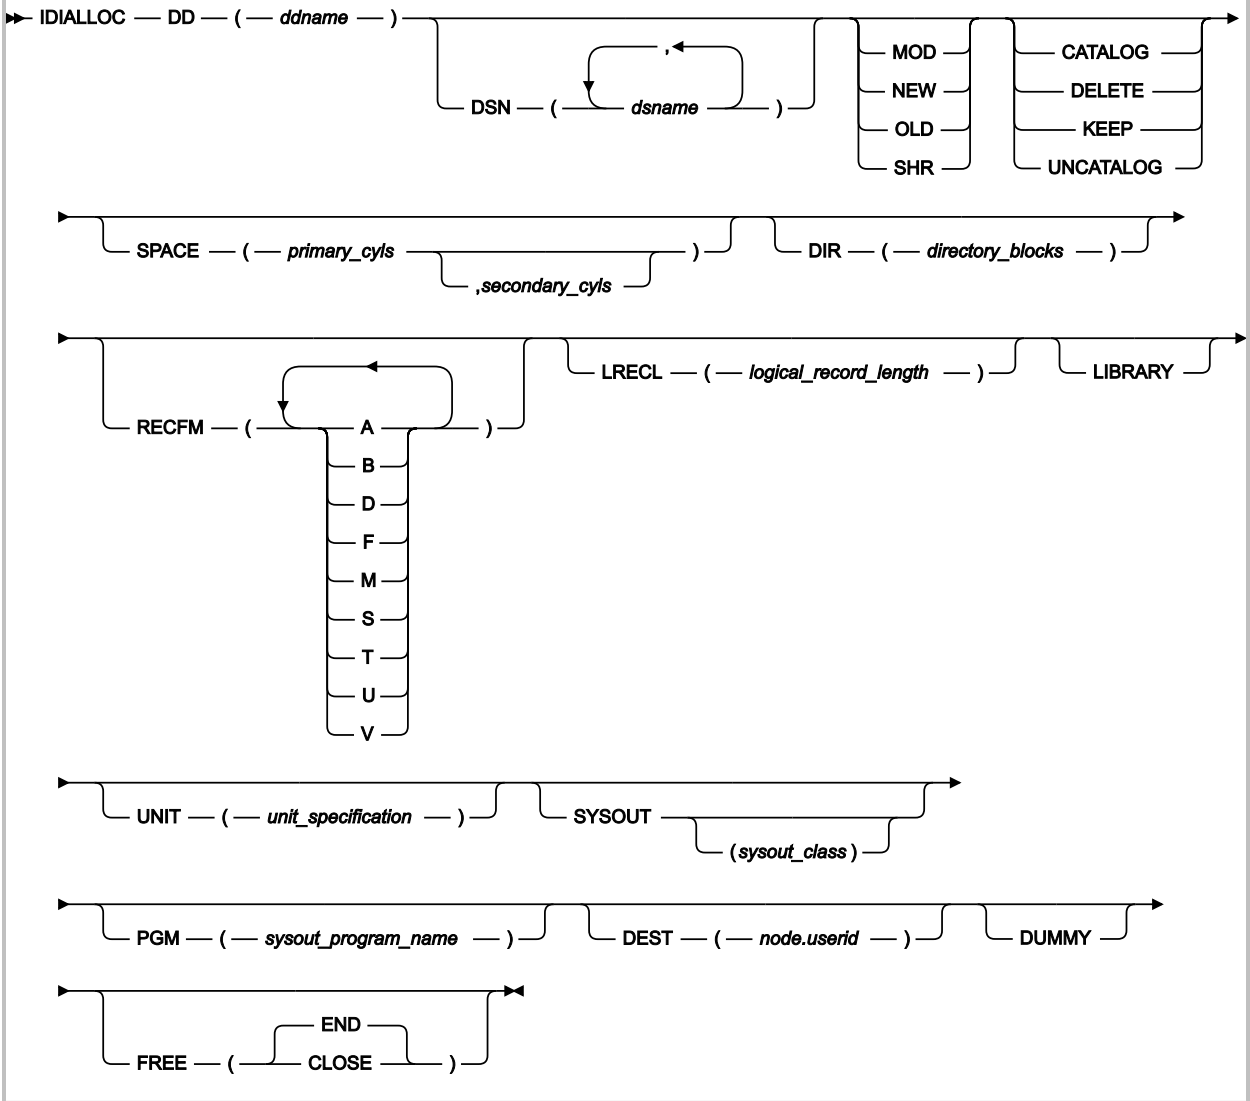 IDIALLOC DD ( ddname )
,
MOD CATALOG
NEW DELETE
DSN ( dsname )
OLD KEEP
SHR UNCATALOG
SPACE ( primary_cyls ) DIR ( directory_blocks )
,secondary_cyls
LRECL ( logical_record_length ) LIBRARY
RECFM ( A )
B
D
F
M
S
T
U
V
UNIT ( unit_specification ) SYSOUT
(sysout_class)
PGM ( sysout_program_name ) DEST ( node.userid ) DUMMY
END
FREE ( CLOSE )